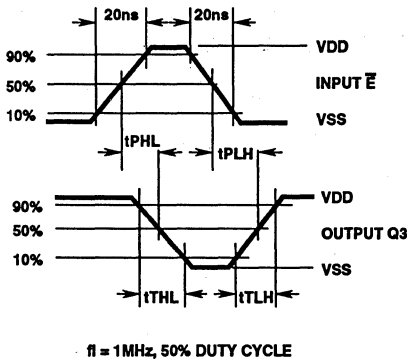 20ns 20ns
90% VDD
50% INPUT E̅
10% VSS
tPHL tPLH
90% VDD
50% OUTPUT Q3
10% VSS
tTHL tTLH
fI = 1MHz, 50% DUTY CYCLE